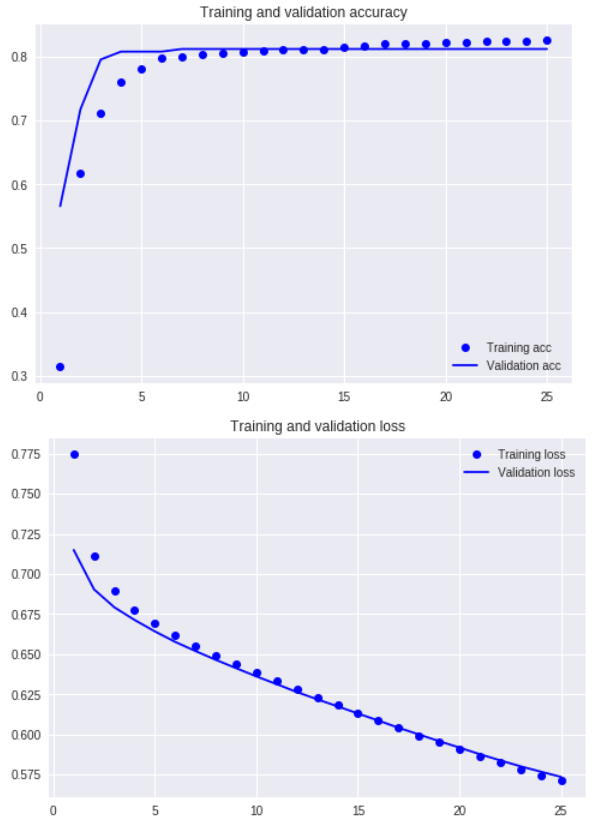 Training and validation accuracy
0.8
0.7
0.6
0.5
0.4
0.3
Training acc
Validation acc
0 5 10 15 20 25
Training and validation loss
0.775
0.750
0.725
0.700
0.675
0.650
0.625
0.600
0.575
Training loss
Validation loss
0 5 10 15 20 25